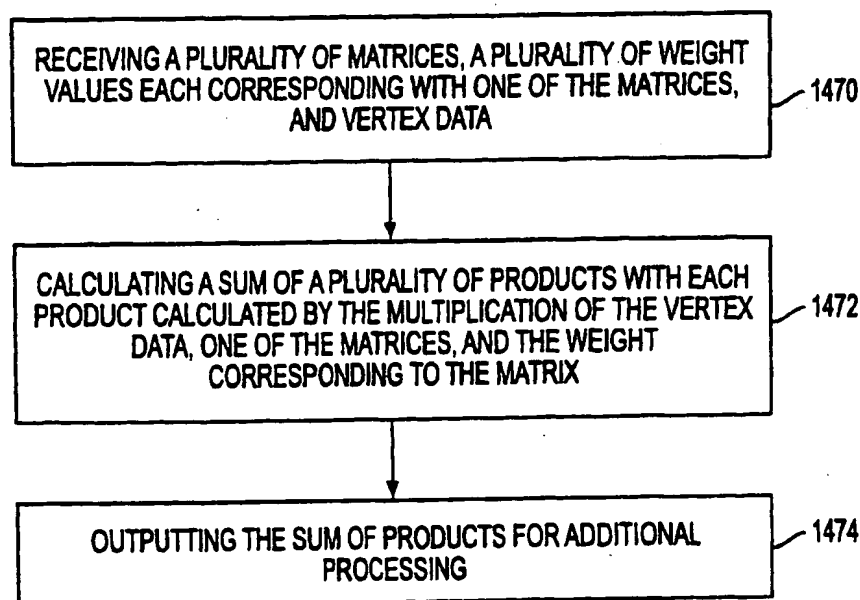 RECEIVING A PLURALITY OF MATRICES, A PLURALITY OF WEIGHT
VALUES EACH CORRESPONDING WITH ONE OF THE MATRICES,
AND VERTEX DATA
1470
CALCULATING A SUM OF A PLURALITY OF PRODUCTS WITH EACH
PRODUCT CALCULATED BY THE MULTIPLICATION OF THE VERTEX
DATA, ONE OF THE MATRICES, AND THE WEIGHT
CORRESPONDING TO THE MATRIX
1472
OUTPUTTING THE SUM OF PRODUCTS FOR ADDITIONAL
PROCESSING
1474